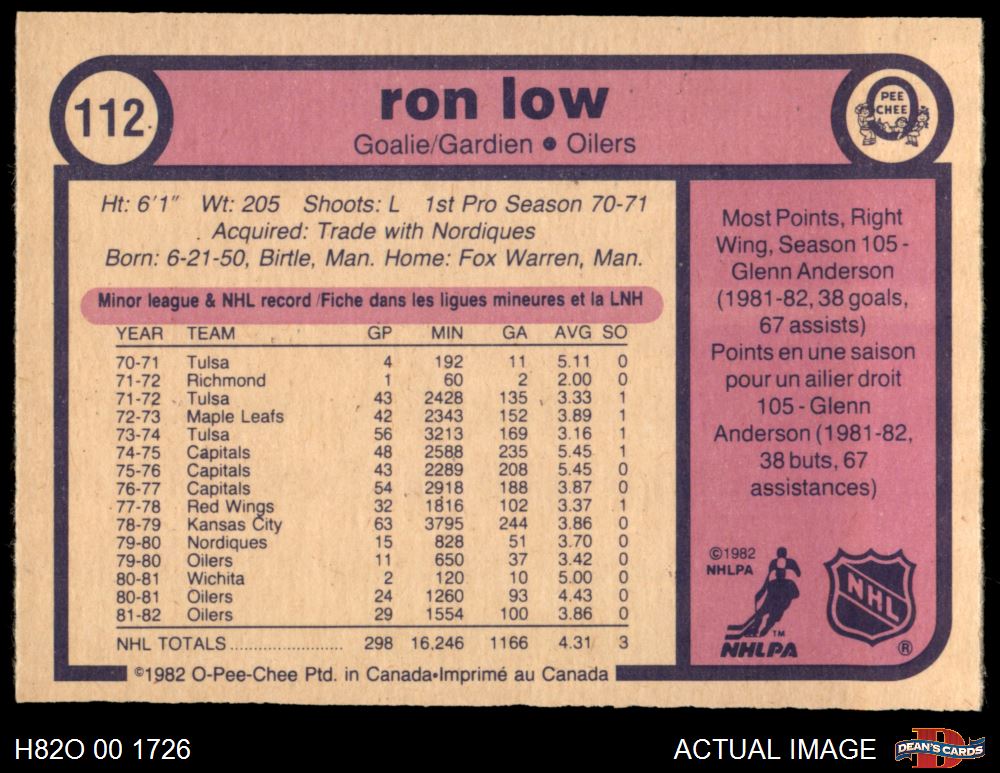 112
ron low
Goalie/Gardien • Oilers
O
PEE
CHEE
Ht: 6'1" Wt: 205 Shoots: L 1st Pro Season 70-71
Acquired: Trade with Nordiques
Born: 6-21-50, Birtle, Man. Home: Fox Warren, Man.
Minor league & NHL record/Fiche dans les ligues mineures et la LNH
YEAR TEAM GP MIN GA AVG SO
70-71 Tulsa 4 192 11 5.11 0
71-72 Richmond 1 60 2 2.00 0
71-72 Tulsa 43 2428 135 3.33 1
72-73 Maple Leafs 42 2343 152 3.89 1
73-74 Tulsa 56 3213 169 3.16 1
74-75 Capitals 48 2588 235 5.45 1
75-76 Capitals 43 2289 208 5.45 0
76-77 Capitals 54 2918 188 3.87 0
77-78 Red Wings 32 1816 102 3.37 1
78-79 Kansas City 63 3795 244 3.86 0
79-80 Nordiques 15 828 51 3.70 0
79-80 Oilers 11 650 37 3.42 0
80-81 Wichita 2 120 10 5.00 0
80-81 Oilers 24 1260 93 4.43 0
81-82 Oilers 29 1554 100 3.86 0
NHL TOTALS...................... 298 16,246 1166 4.31 3
©1982 O-Pee-Chee Ptd. in Canada•Imprimé au Canada
Most Points, Right
Wing, Season 105 -
Glenn Anderson
(1981-82, 38 goals,
67 assists)
Points en une saison
pour un ailier droit
105 - Glenn
Anderson (1981-82,
38 buts, 67
assistances)
©1982
NHLPA
TM
NHLPA
NHL
®
H82O 00 1726
ACTUAL IMAGE
D
DEAN'S CARDS